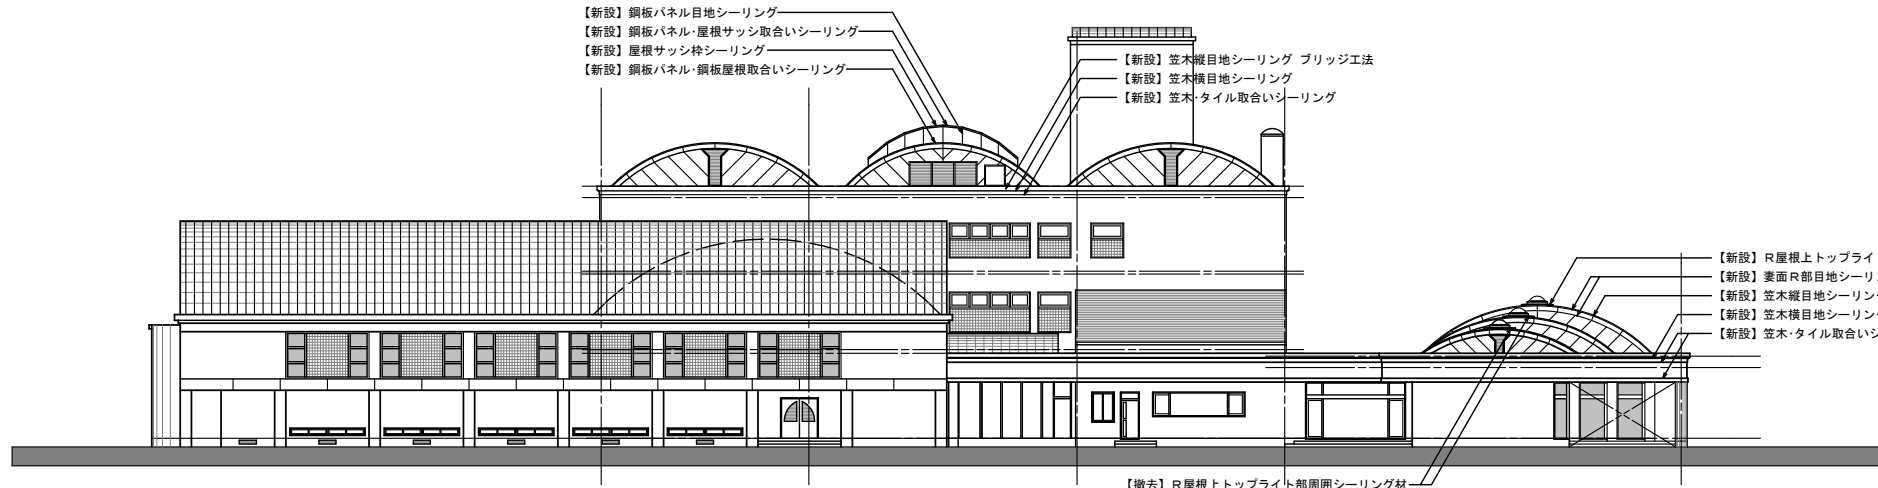 【新設】鋼板パネル目地シーリング
【新設】鋼板パネル・屋根サッシ取合いシーリング
【新設】屋根サッシ枠シーリング
【新設】鋼板パネル・鋼板屋根取合いシーリング
【新設】笠木縦目地シーリング ブリッジ工法
【新設】笠木横目地シーリング
【新設】笠木・タイル取合いシーリング
【新設】R屋根上トップライ
【新設】妻面R部目地シーリ
【新設】笠木縦目地シーリン
【新設】笠木横目地シーリン
【新設】笠木・タイル取合いシ
【撤去】R屋根上トップライト部周囲シーリング材